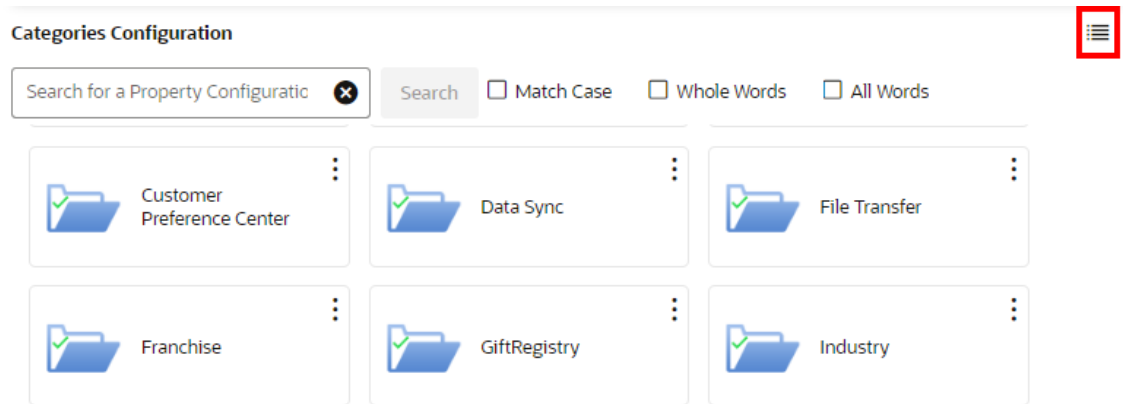 Categories Configuration
Search for a Property Configuratic
Search
Match Case
Whole Words
All Words
Customer
Preference Center
Data Sync
File Transfer
Franchise
GiftRegistry
Industry